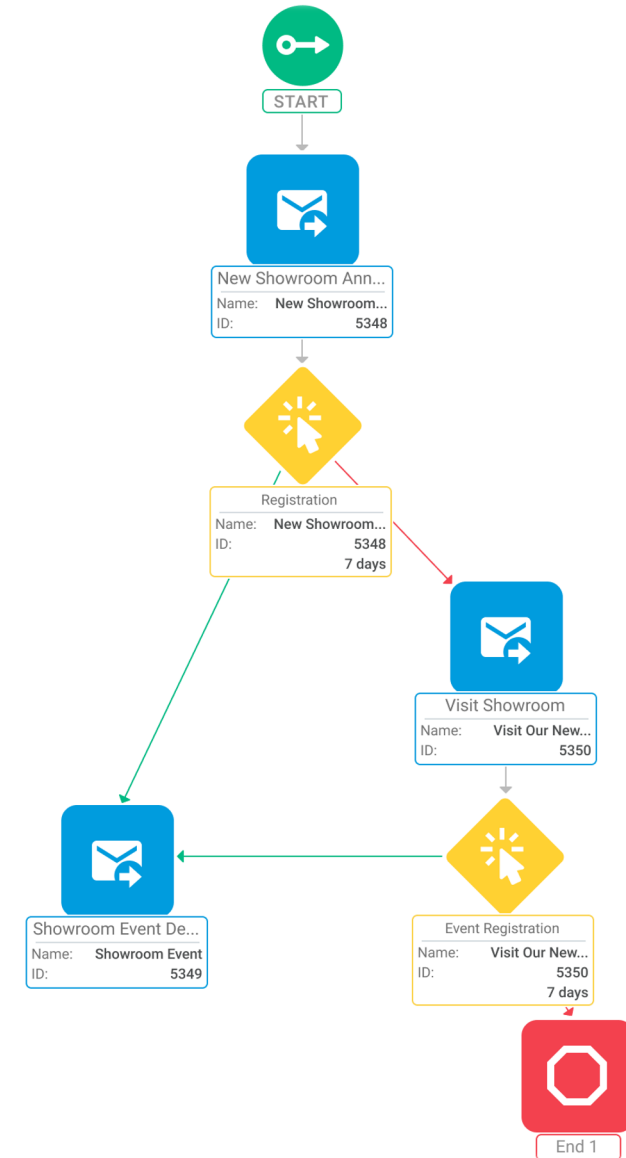 START
New Showroom Ann...
Name: New Showroom...
ID: 5348
Registration
Name: New Showroom...
ID: 5348
7 days
Visit Showroom
Name: Visit Our New...
ID: 5350
Showroom Event De...
Name: Showroom Event
ID: 5349
Event Registration
Name: Visit Our New...
ID: 5350
7 days
End 1